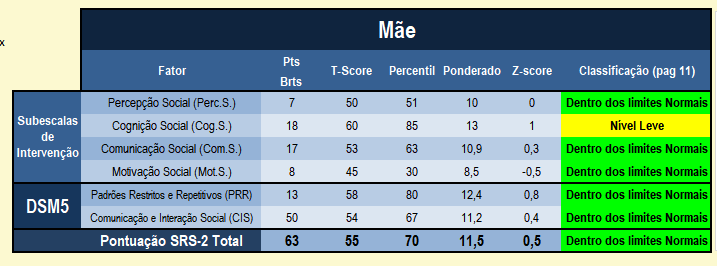 x
Mãe
Fator Pts Brts T-Score Percentil Ponderado Z-score Classificação (pag 11)
Subescalas de Intervenção
Percepção Social (Perc.S.) 7 50 51 10 0 Dentro dos limites Normais
Cognição Social (Cog.S.) 18 60 85 13 1 Nível Leve
Comunicação Social (Com.S.) 17 53 63 10,9 0,3 Dentro dos limites Normais
Motivação Social (Mot.S.) 8 45 30 8,5 -0,5 Dentro dos limites Normais
DSM5
Padrões Restritos e Repetitivos (PRR) 13 58 80 12,4 0,8 Dentro dos limites Normais
Comunicação e Interação Social (CIS) 50 54 67 11,2 0,4 Dentro dos limites Normais
Pontuação SRS-2 Total 63 55 70 11,5 0,5 Dentro dos limites Normais